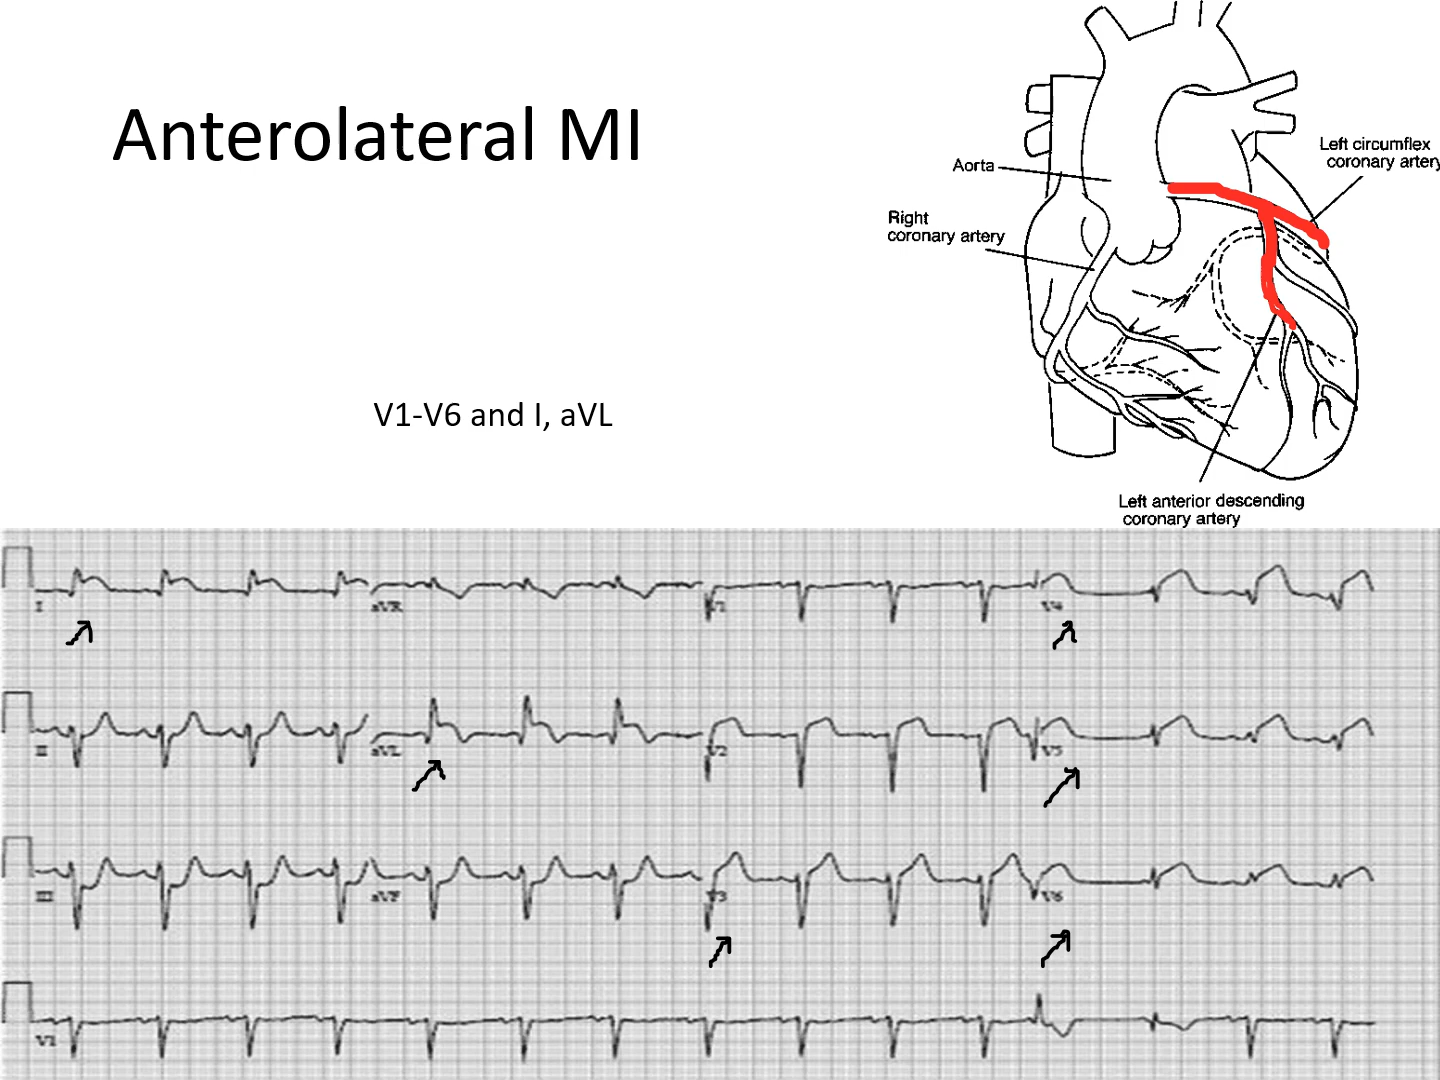 Anterolateral MI
V1-V6 and I, aVL
Left circumflex
coronary artery
Aorta
Right
coronary artery
Left anterior descending
coronary artery
I
aVR
V1
V4
II
aVL
V2
V5
III
aVF
V3
V6
V1